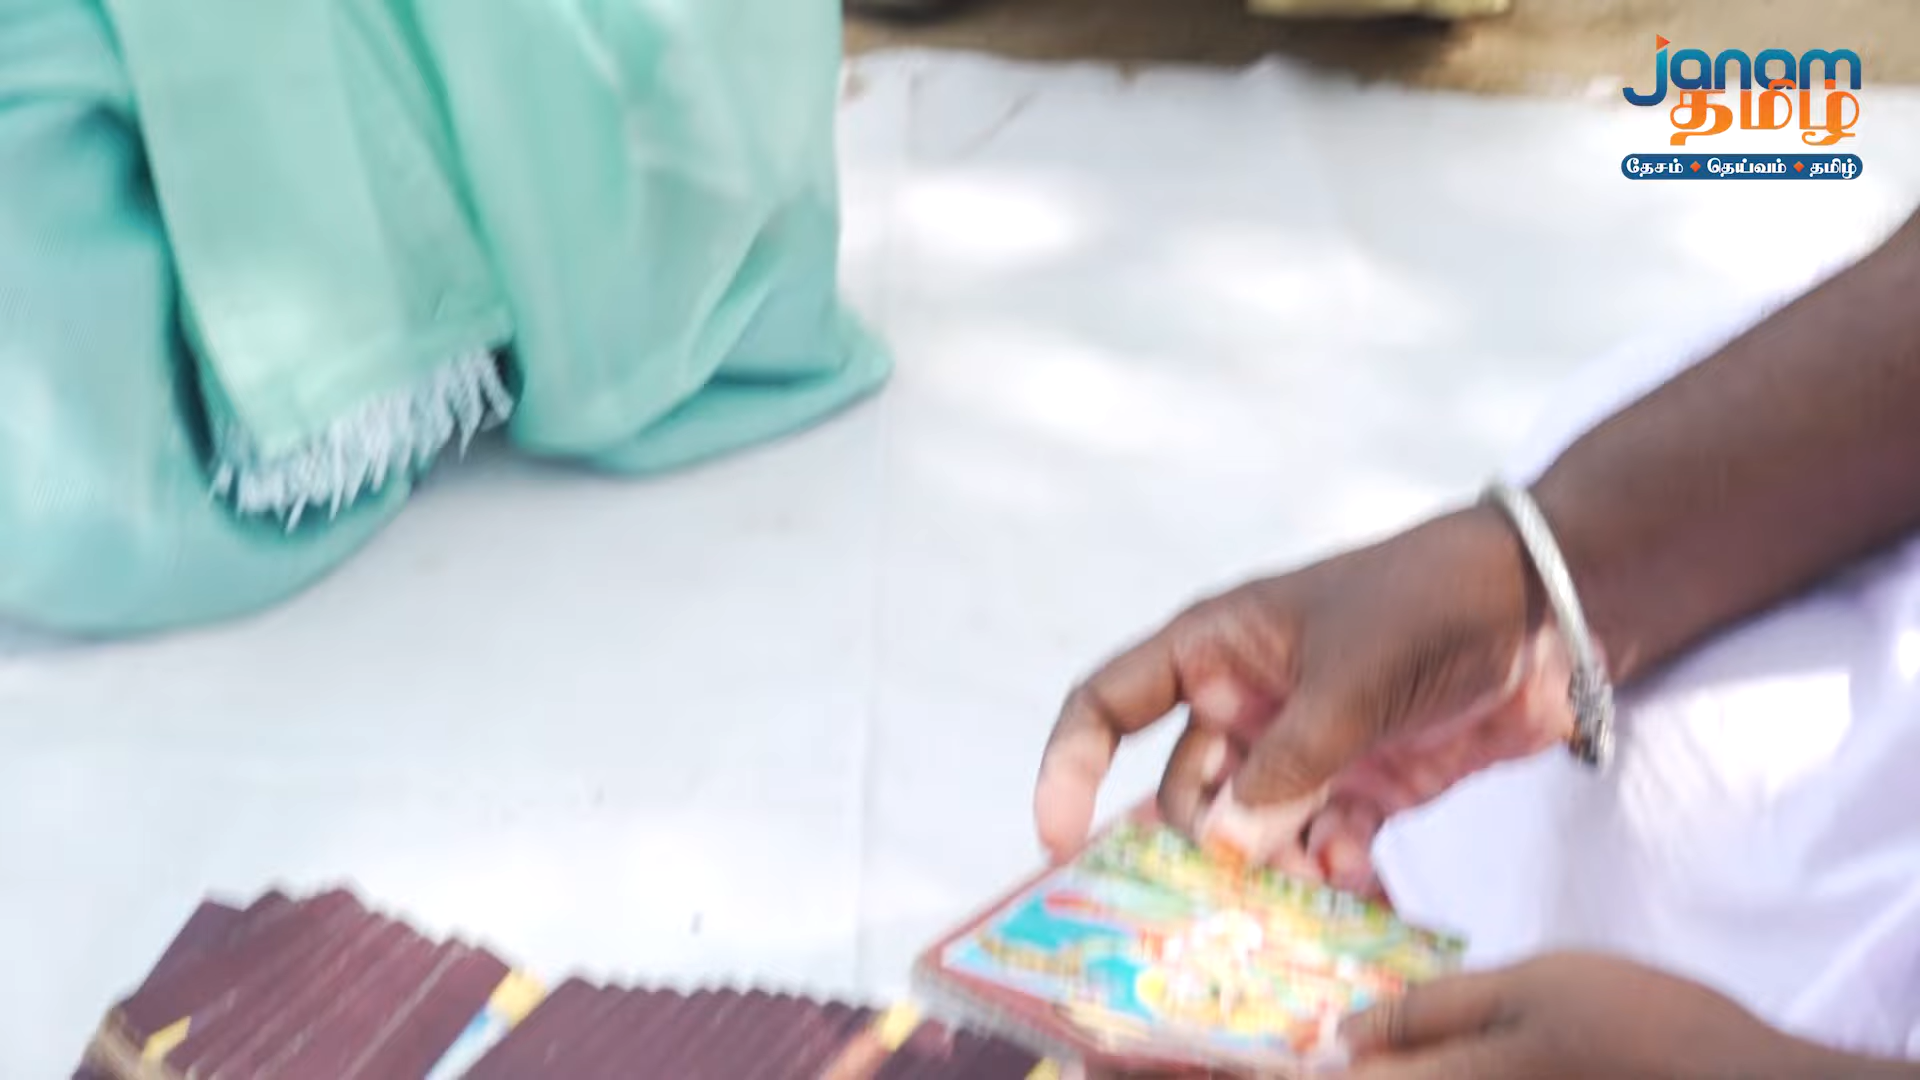 janam
தமிழ்
தேசம் ♦ தெய்வம் ♦ தமிழ்